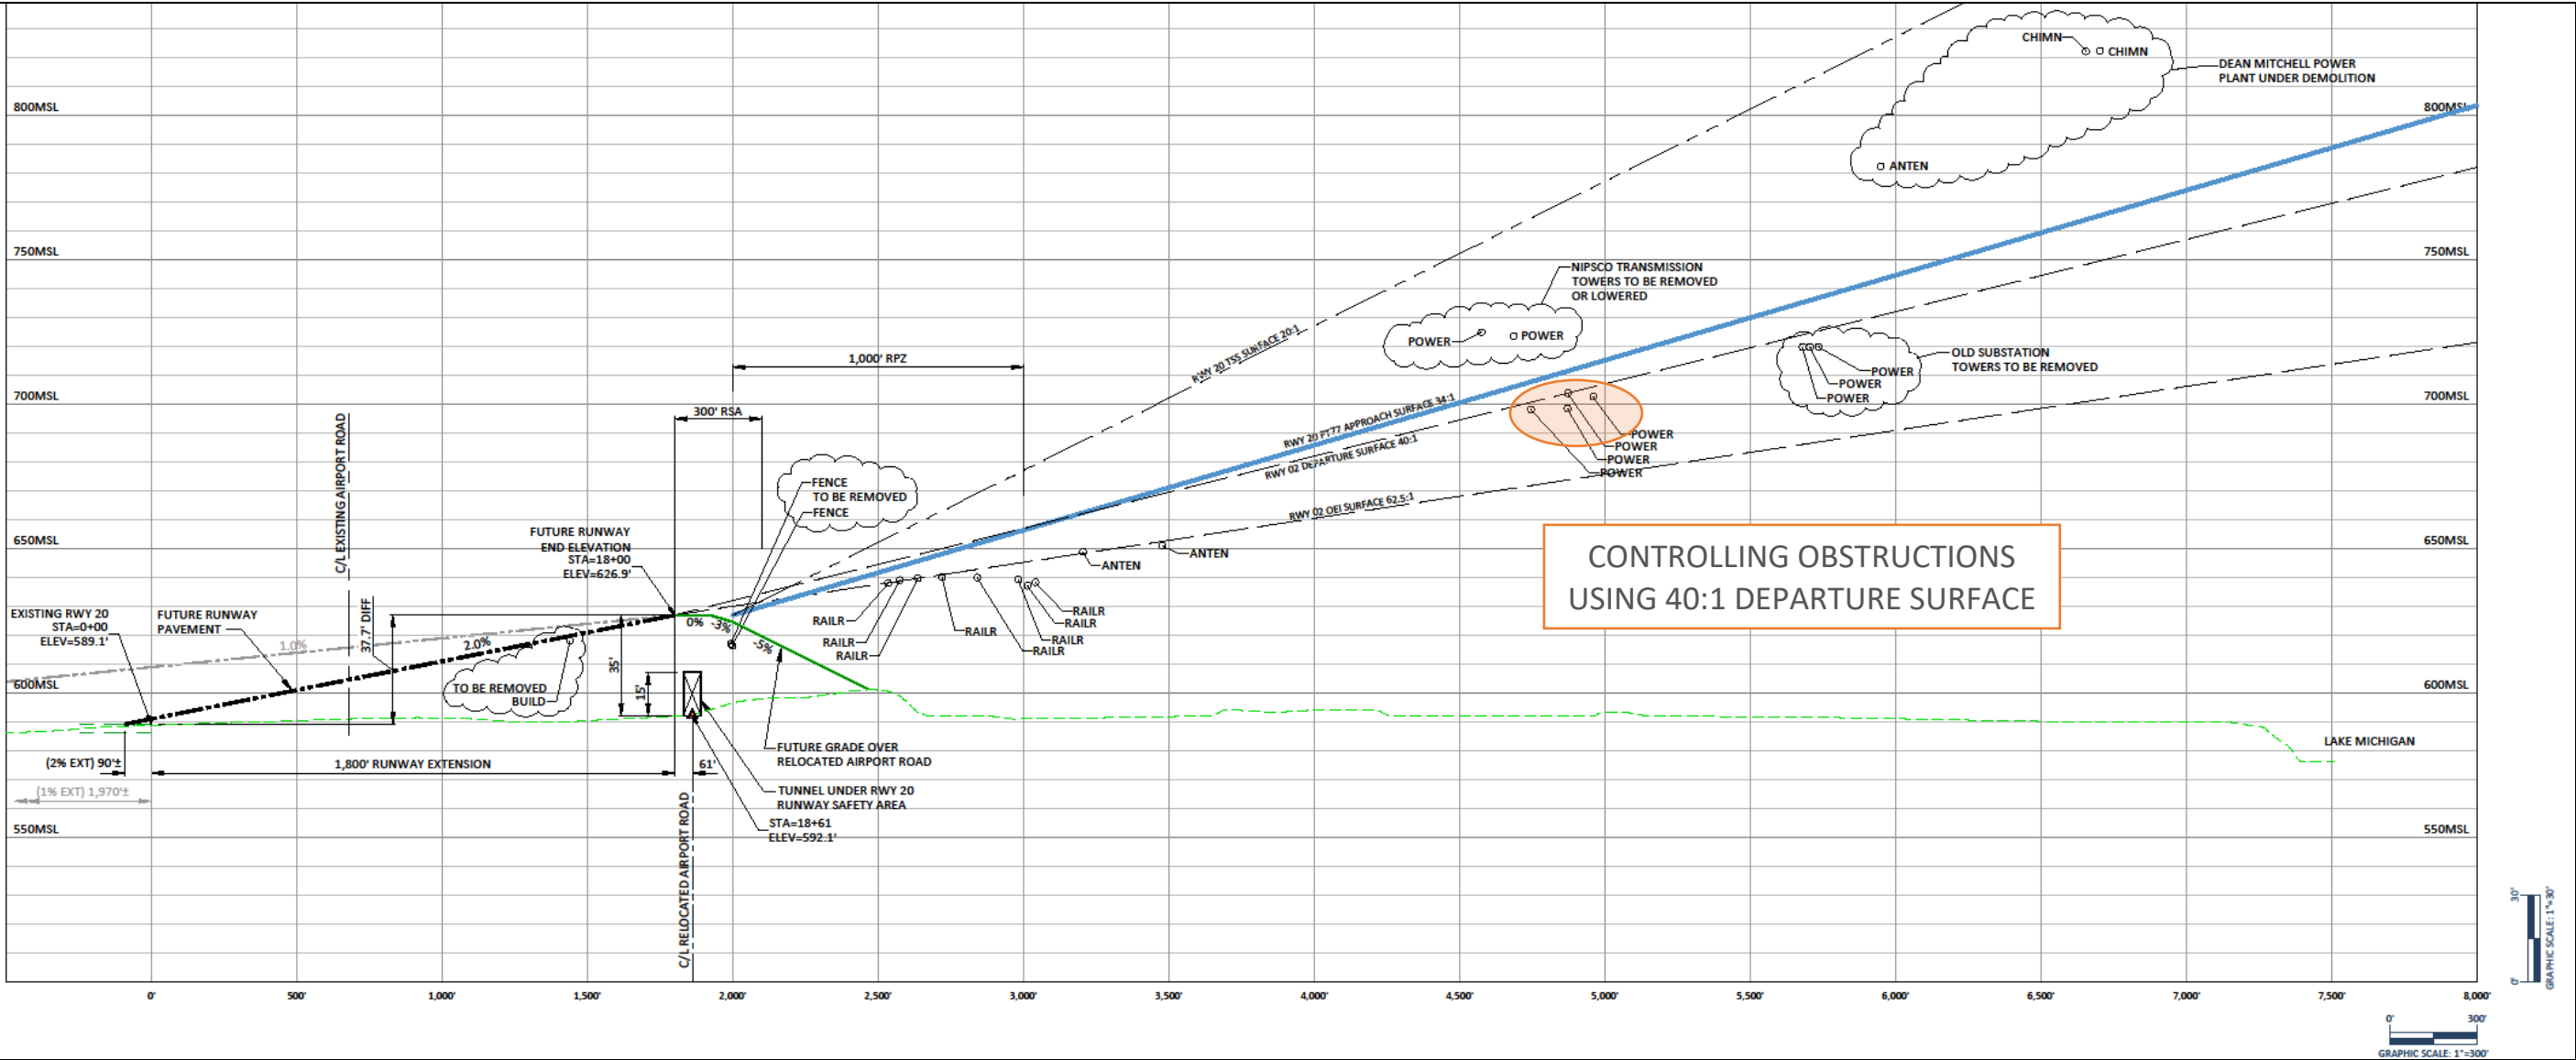 CHIMN
CHIMN
DEAN MITCHELL POWER
PLANT UNDER DEMOLITION
800MSL
800MSL
ANTEN
750MSL
750MSL
NIPSCO TRANSMISSION
TOWERS TO BE REMOVED
OR LOWERED
POWER
POWER
RWY 20 TSS SURFACE 20:1
1,000' RPZ
OLD SUBSTATION
TOWERS TO BE REMOVED
POWER
POWER
POWER
700MSL
700MSL
300' RSA
RWY 20 PT77 APPROACH SURFACE 34:1
RWY 02 DEPARTURE SURFACE 40:1
POWER
POWER
POWER
POWER
C/L EXISTING AIRPORT ROAD
FENCE
TO BE REMOVED
FENCE
RWY 02 OEI SURFACE 62.5:1
FUTURE RUNWAY
END ELEVATION
STA=18+00
ELEV=626.9'
650MSL
650MSL
ANTEN
ANTEN
CONTROLLING OBSTRUCTIONS
USING 40:1 DEPARTURE SURFACE
EXISTING RWY 20
STA=0+00
ELEV=589.1'
FUTURE RUNWAY
PAVEMENT
37.7' DIFF
1.0%
2.0%
0%
-3%
-5%
RAILR
RAILR
RAILR
RAILR
RAILR
RAILR
RAILR
RAILR
35'
15'
600MSL
600MSL
TO BE REMOVED
BUILD
FUTURE GRADE OVER
RELOCATED AIRPORT ROAD
LAKE MICHIGAN
(2% EXT) 90'±
1,800' RUNWAY EXTENSION
61'
(1% EXT) 1,970'±
TUNNEL UNDER RWY 20
RUNWAY SAFETY AREA
STA=18+61
ELEV=592.1'
550MSL
550MSL
C/L RELOCATED AIRPORT ROAD
0'
500'
1,000'
1,500'
2,000'
2,500'
3,000'
3,500'
4,000'
4,500'
5,000'
5,500'
6,000'
6,500'
7,000'
7,500'
8,000'
30'
0'
GRAPHIC SCALE: 1"=30'
0'
300'
GRAPHIC SCALE: 1"=300'